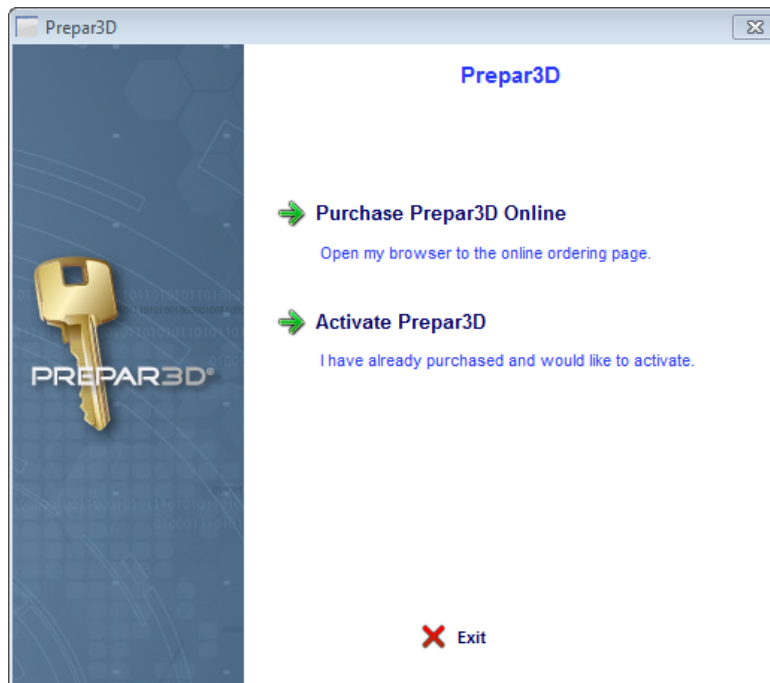 Prepar3D
Prepar3D
Purchase Prepar3D Online
Open my browser to the online ordering page.
Activate Prepar3D
I have already purchased and would like to activate.
PREPAR3D®
Exit